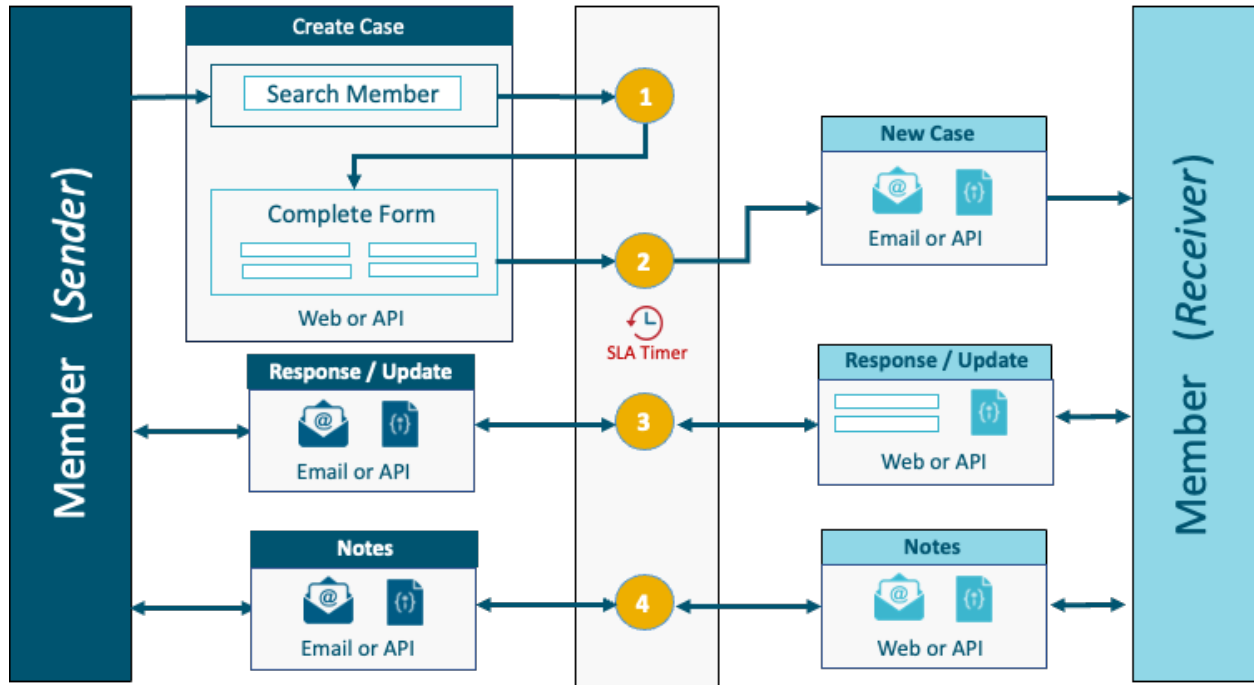 Member (Sender)
Create Case
Search Member
1
Complete Form
2
Web or API
SLA Timer
New Case
@
{↑}
Email or API
Response / Update
@
{↑}
Email or API
3
Response / Update
{↑}
Web or API
Notes
@
{↑}
Email or API
4
Notes
@
{↑}
Web or API
Member (Receiver)